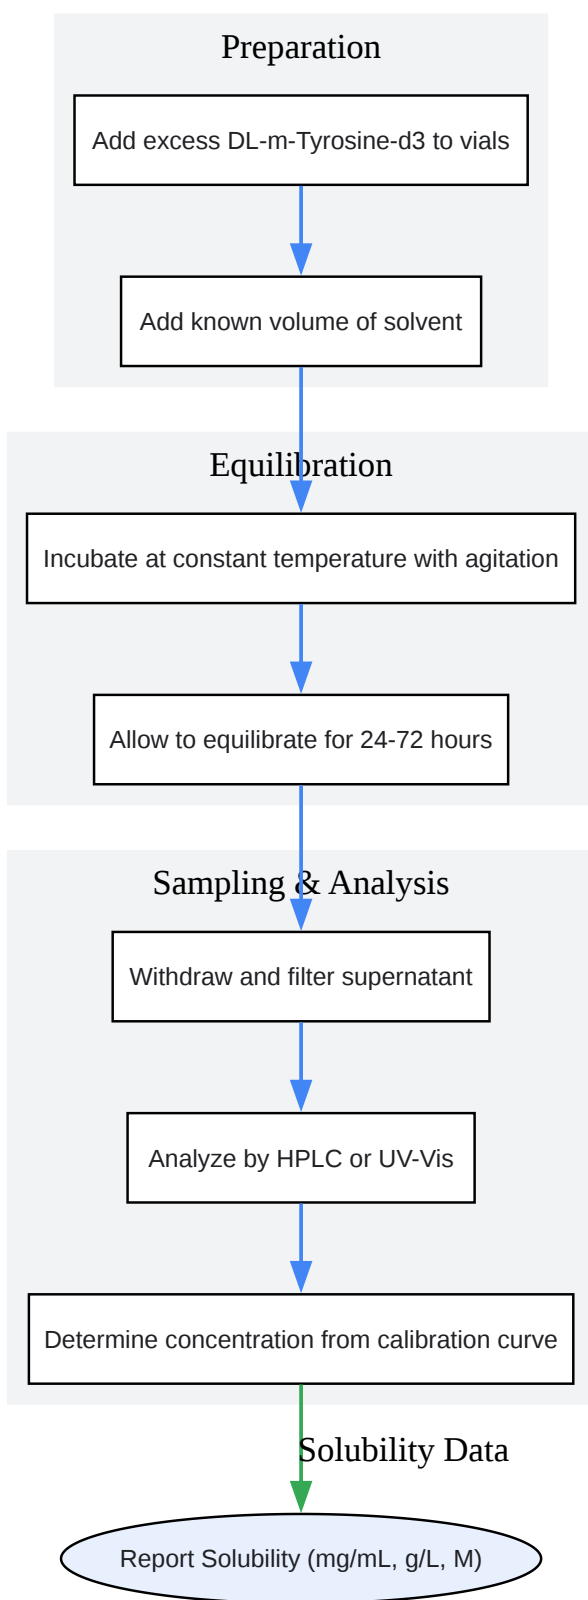 Preparation
Add excess DL-m-Tyrosine-d3 to vials
Add known volume of solvent
Equilibration
Incubate at constant temperature with agitation
Allow to equilibrate for 24-72 hours
Sampling & Analysis
Withdraw and filter supernatant
Analyze by HPLC or UV-Vis
Determine concentration from calibration curve
Solubility Data
Report Solubility (mg/mL, g/L, M)